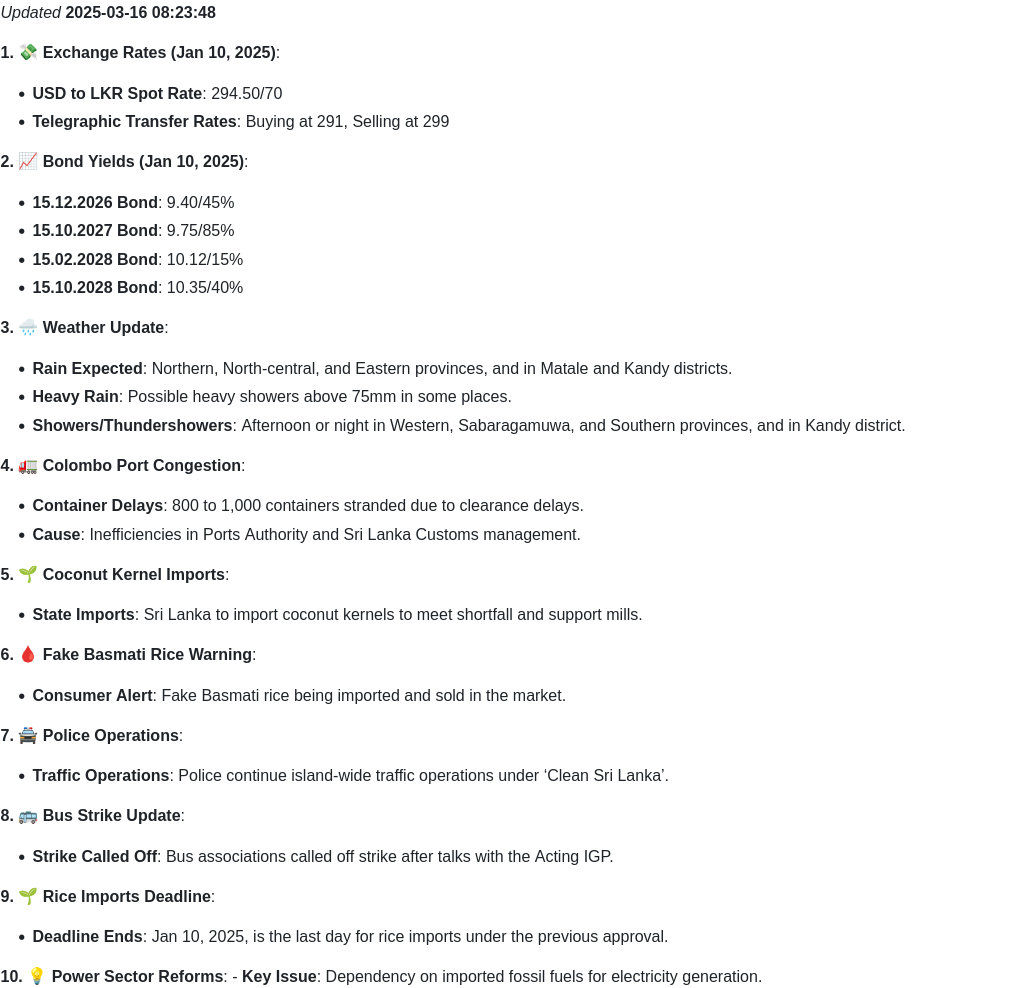 Updated 2025-03-16 08:23:48
1. 💸 Exchange Rates (Jan 10, 2025):
• USD to LKR Spot Rate: 294.50/70
• Telegraphic Transfer Rates: Buying at 291, Selling at 299
2. 📈 Bond Yields (Jan 10, 2025):
• 15.12.2026 Bond: 9.40/45%
• 15.10.2027 Bond: 9.75/85%
• 15.02.2028 Bond: 10.12/15%
• 15.10.2028 Bond: 10.35/40%
3. 🌧️ Weather Update:
• Rain Expected: Northern, North-central, and Eastern provinces, and in Matale and Kandy districts.
• Heavy Rain: Possible heavy showers above 75mm in some places.
• Showers/Thundershowers: Afternoon or night in Western, Sabaragamuwa, and Southern provinces, and in Kandy district.
4. 🚛 Colombo Port Congestion:
• Container Delays: 800 to 1,000 containers stranded due to clearance delays.
• Cause: Inefficiencies in Ports Authority and Sri Lanka Customs management.
5. 🌱 Coconut Kernel Imports:
• State Imports: Sri Lanka to import coconut kernels to meet shortfall and support mills.
6. 🩸 Fake Basmati Rice Warning:
• Consumer Alert: Fake Basmati rice being imported and sold in the market.
7. 🚔 Police Operations:
• Traffic Operations: Police continue island-wide traffic operations under ‘Clean Sri Lanka’.
8. 🚌 Bus Strike Update:
• Strike Called Off: Bus associations called off strike after talks with the Acting IGP.
9. 🌱 Rice Imports Deadline:
• Deadline Ends: Jan 10, 2025, is the last day for rice imports under the previous approval.
10. 💡 Power Sector Reforms: - Key Issue: Dependency on imported fossil fuels for electricity generation.